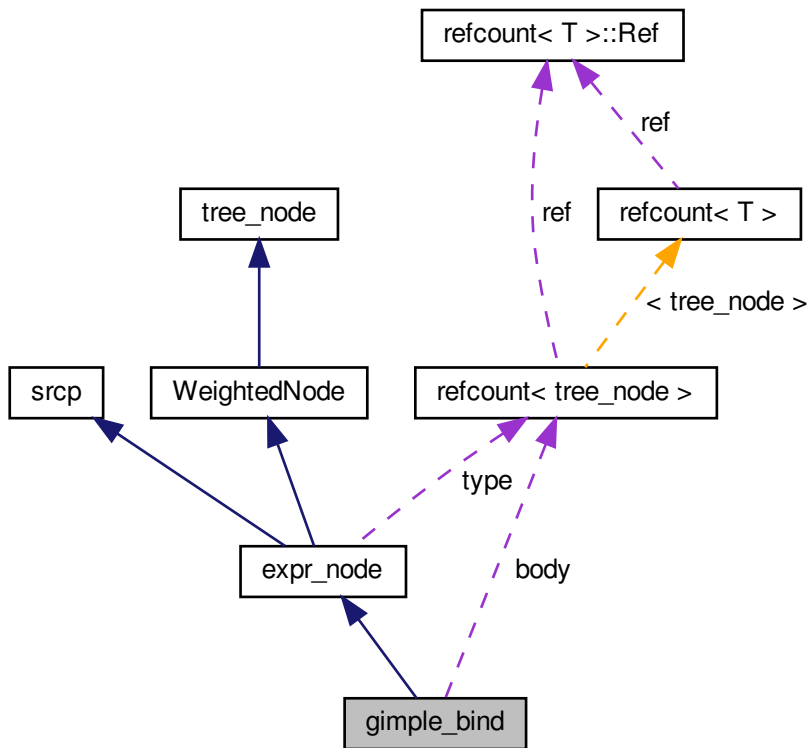 refcount< T >::Ref
ref
tree_node
ref
refcount< T >
< tree_node >
srcp
WeightedNode
refcount< tree_node >
type
expr_node
body
gimple_bind